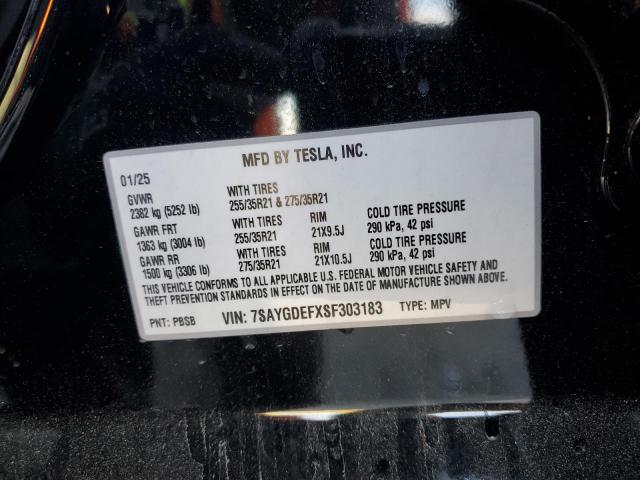 MFD BY TESLA, INC.
01/25
GVWR
2382 kg (5252 lb)
WITH TIRES
255/35R21 & 275/35R21
GAWR FRT
1363 kg (3004 lb)
WITH TIRES
255/35R21
RIM
21X9.5J
COLD TIRE PRESSURE
290 kPa, 42 psi
GAWR RR
1500 kg (3306 lb)
WITH TIRES
275/35R21
RIM
21X10.5J
COLD TIRE PRESSURE
290 kPa, 42 psi
THIS VEHICLE CONFORMS TO ALL APPLICABLE U.S. FEDERAL MOTOR VEHICLE SAFETY AND
THEFT PREVENTION STANDARDS IN EFFECT ON THE DATE OF MANUFACTURE SHOWN ABOVE.
PNT: PBSB VIN: 7SAYGDEFXSF303183 TYPE: MPV